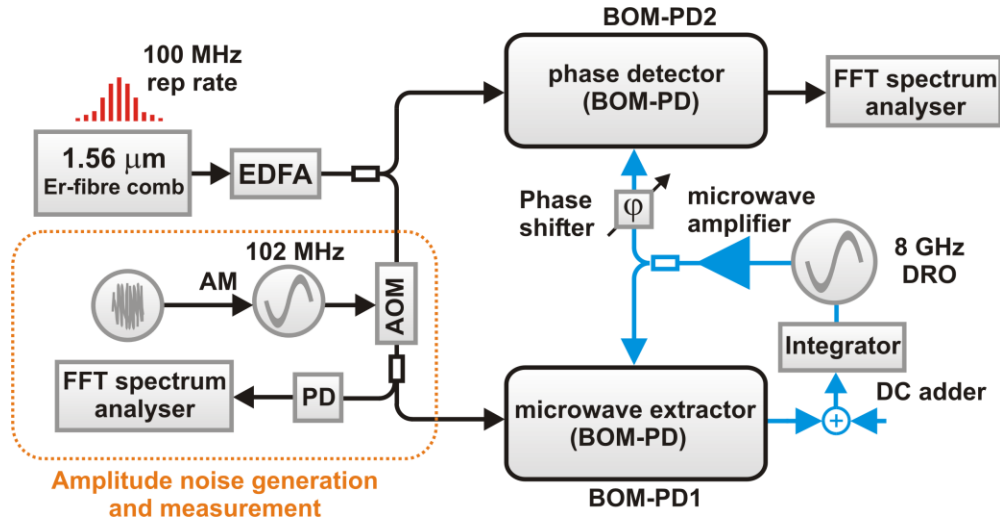 BOM-PD2
100 MHz
rep rate
phase detector
(BOM-PD)
FFT spectrum
analyser
1.56 μm
Er-fibre comb
EDFA
Phase
shifter
φ
microwave
amplifier
8 GHz
DRO
102 MHz
AM
AOM
Integrator
FFT spectrum
analyser
PD
DC adder
microwave extractor
(BOM-PD)
+
Amplitude noise generation
and measurement
BOM-PD1